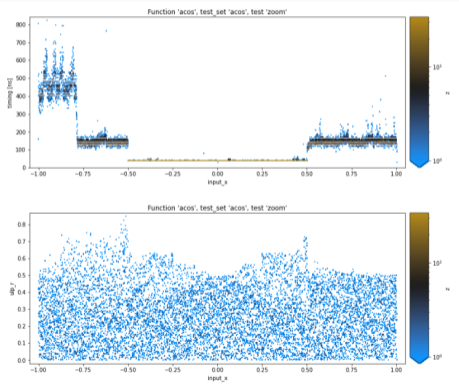 Function 'acos', test_set 'acos', test 'zoom'
800
700
600
500
400
300
200
100
0
timing [ns]
−1.00 −0.75 −0.50 −0.25 0.00 0.25 0.50 0.75 1.00
input_x
10¹
10⁰
z
Function 'acos', test_set 'acos', test 'zoom'
0.8
0.7
0.6
0.5
0.4
0.3
0.2
0.1
0.0
ulp_r
−1.00 −0.75 −0.50 −0.25 0.00 0.25 0.50 0.75 1.00
input_x
10¹
10⁰
z